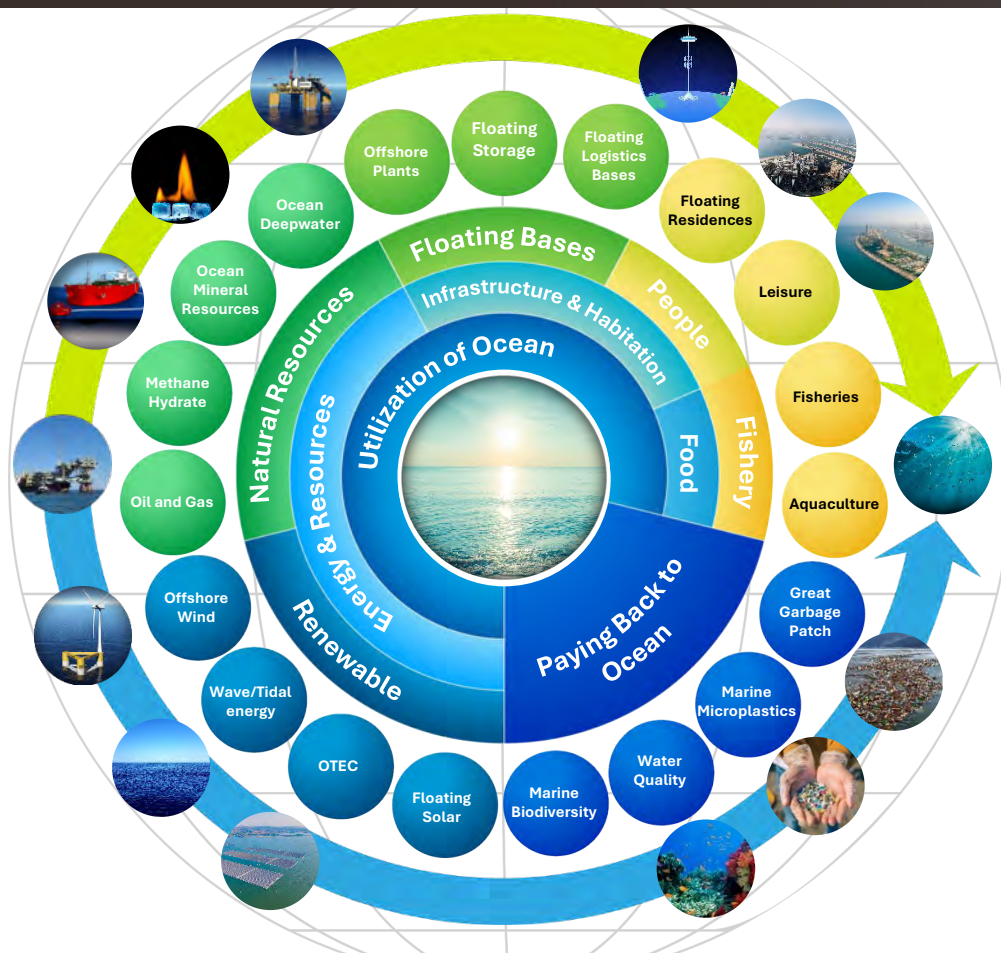 Utilization of Ocean
Infrastructure & Habitation
Food
Energy & Resources
Floating Bases
People
Fishery
Paying Back to
Ocean
Renewable
Natural Resources
Floating
Storage
Floating
Logistics
Bases
Floating
Residences
Leisure
Fisheries
Aquaculture
Great
Garbage
Patch
Marine
Microplastics
Water
Quality
Marine
Biodiversity
Floating
Solar
OTEC
Wave/Tidal
energy
Offshore
Wind
Oil and Gas
Methane
Hydrate
Ocean
Mineral
Resources
Ocean
Deepwater
Offshore
Plants